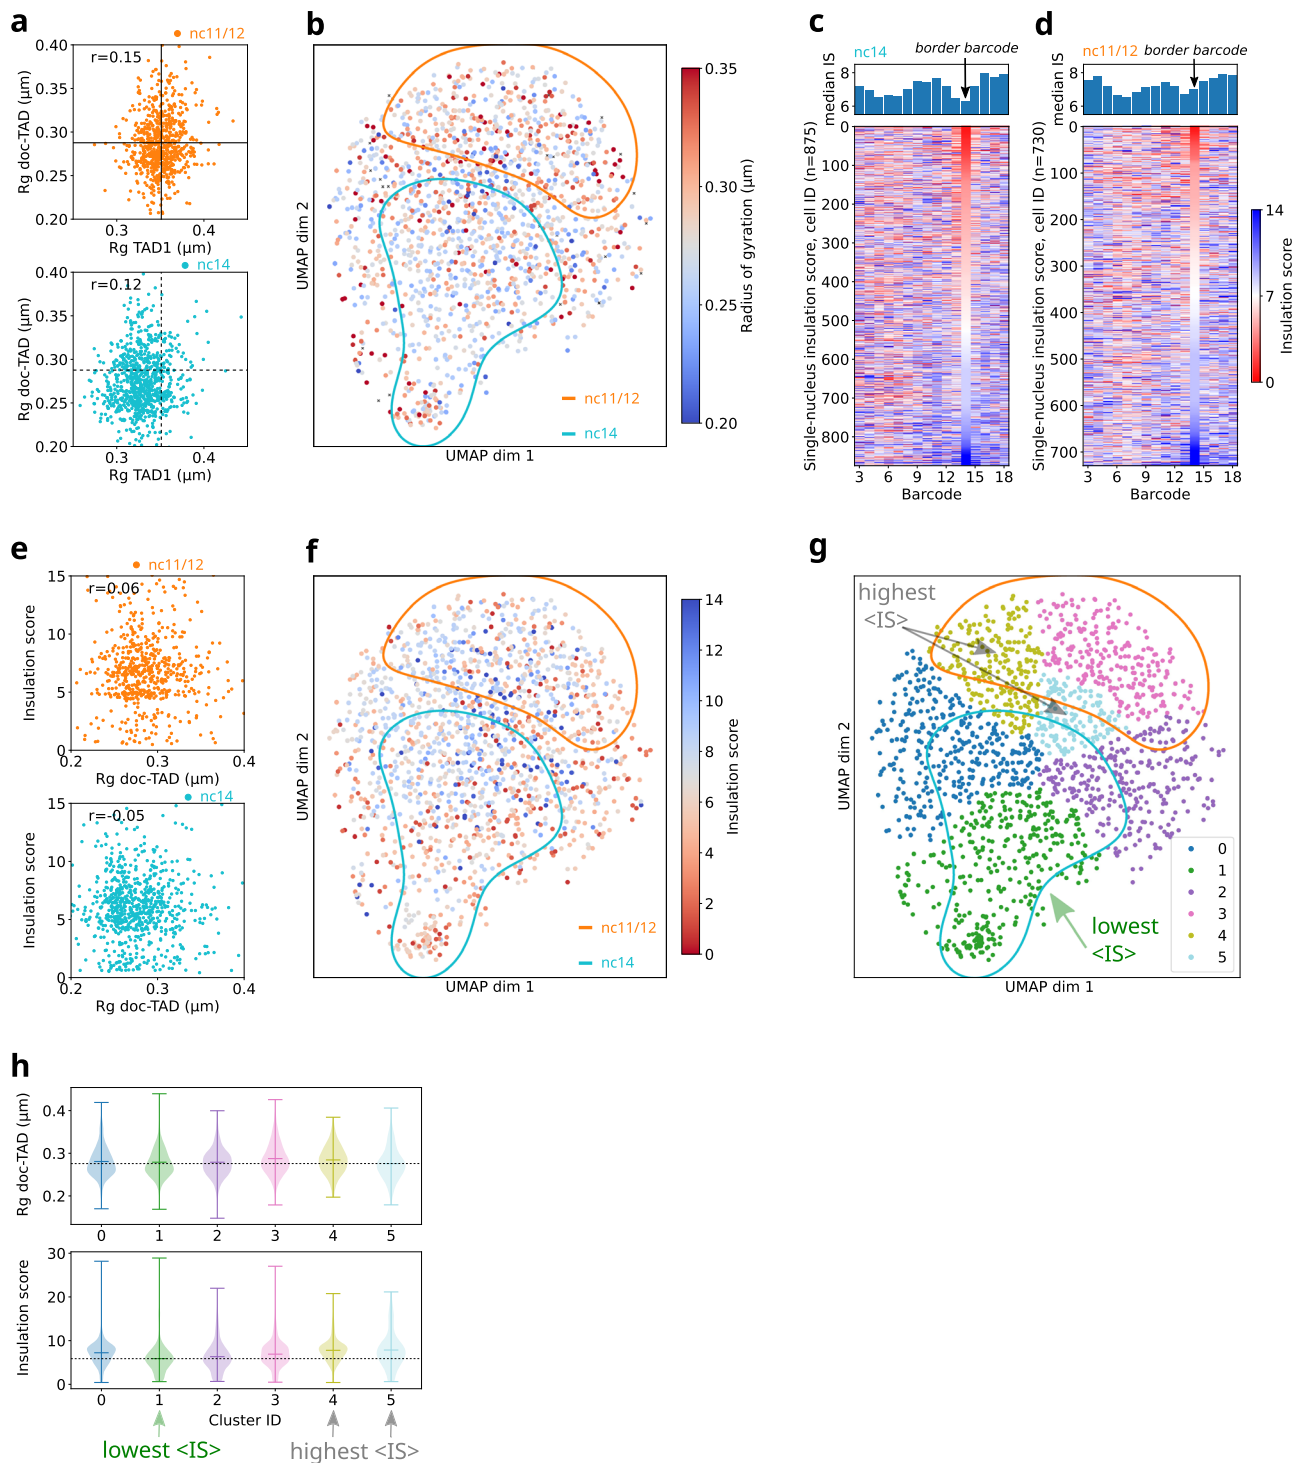 a
nc11/12
r=0.15
0.40
0.35
0.30
0.25
0.20
Rg doc-TAD (μm)
0.3
0.4
Rg TAD1 (μm)
nc14
r=0.12
0.40
0.35
0.30
0.25
0.20
Rg doc-TAD (μm)
0.3
0.4
Rg TAD1 (μm)
b
UMAP dim 2
UMAP dim 1
nc11/12
nc14
0.35
0.30
0.25
0.20
Radius of gyration (μm)
c
nc14
border barcode
median IS
8
6
Single-nucleus insulation score, cell ID (n=875)
0
100
200
300
400
500
600
700
800
3
6
9
12
15
18
Barcode
d
nc11/12
border barcode
median IS
8
6
Single-nucleus insulation score, cell ID (n=730)
0
100
200
300
400
500
600
700
3
6
9
12
15
18
Barcode
14
7
0
Insulation score
e
nc11/12
r=0.06
15
10
5
0
Insulation score
0.2
0.3
0.4
Rg doc-TAD (μm)
nc14
r=-0.05
15
10
5
0
Insulation score
0.2
0.3
0.4
Rg doc-TAD (μm)
f
UMAP dim 2
UMAP dim 1
nc11/12
nc14
14
12
10
8
6
4
2
0
Insulation score
g
highest
<IS>
lowest
<IS>
UMAP dim 2
UMAP dim 1
0
1
2
3
4
5
h
Rg doc-TAD (μm)
0.4
0.3
0.2
0
1
2
3
4
5
Insulation score
30
20
10
0
0
1
2
3
4
5
Cluster ID
lowest <IS>
highest <IS>